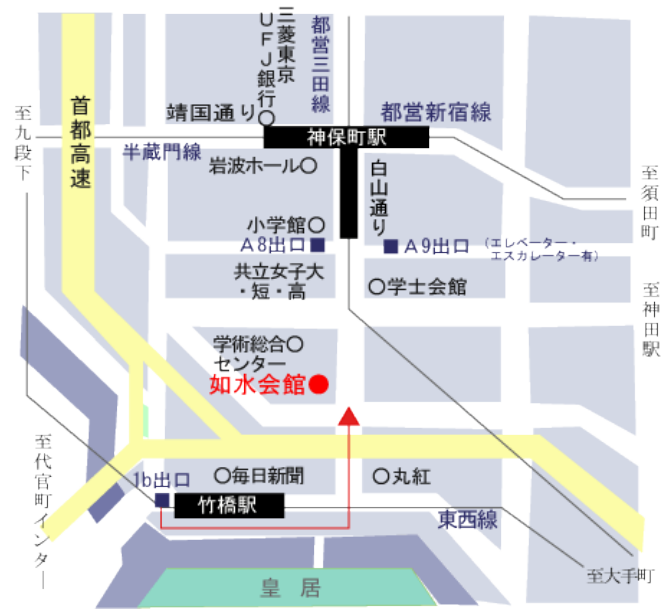 三菱東京
UFJ銀行
都営三田線
首都高速
至九段下
靖国通り
都営新宿線
神保町駅
半蔵門線
岩波ホール
白山通り
至須田町
小学館
A8出口
A9出口
(エレベーター・
エスカレーター有)
共立女子大
・短・高
学士会館
至神田駅
学術総合
センター
如水会館
至代官町インター
1b出口
毎日新聞
丸紅
竹橋駅
東西線
至大手町
皇居